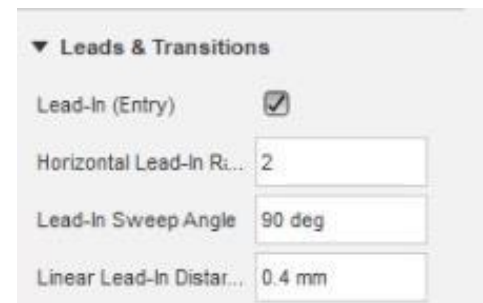 ▼ Leads & Transitions
Lead-In (Entry)
Horizontal Lead-In Ra... 2
Lead-In Sweep Angle 90 deg
Linear Lead-In Distar... 0.4 mm